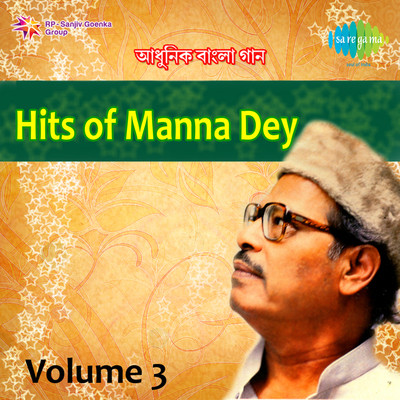 RP - Sanjiv Goenka
Group
saregama
আধুনিক বাংলা গান
Hits of Manna Dey
Volume 3